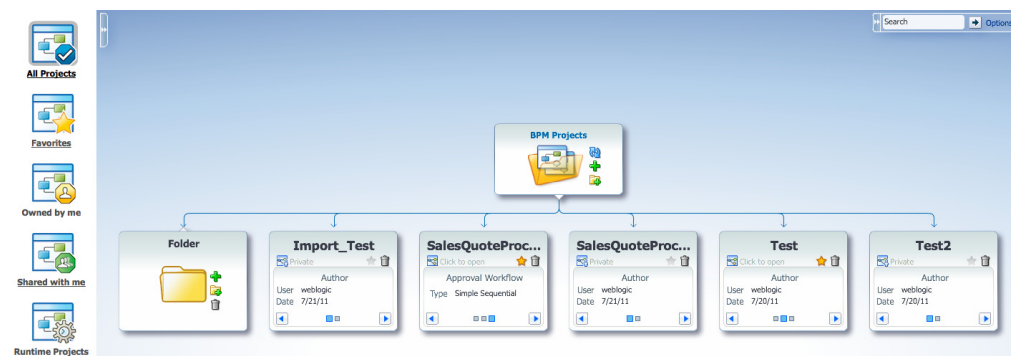 All Projects
Favorites
Owned by me
Shared with me
Runtime Projects
Search
Options
BPM Projects
Folder
Import_Test
Private
Author
User weblogic
Date 7/21/11
SalesQuoteProc...
Click to open
Approval Workflow
Type Simple Sequential
SalesQuoteProc...
Private
Author
User weblogic
Date 7/21/11
Test
Click to open
Author
User weblogic
Date 7/20/11
Test2
Private
Author
User weblogic
Date 7/20/11